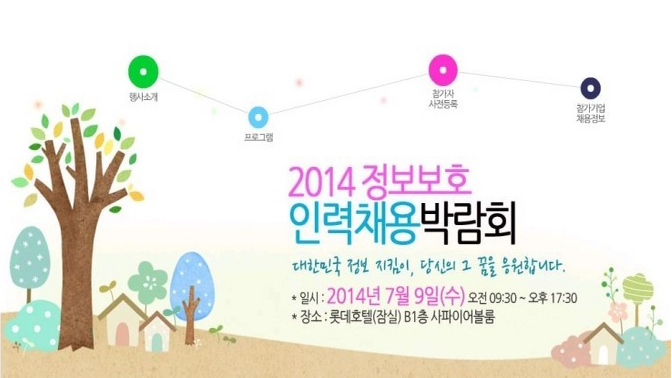 행사소개
프로그램
참가자
사전등록
참가기업
채용정보
2014 정보보호
인력채용박람회
대한민국 정보 지킴이, 당신의 그 꿈을 응원합니다.
* 일시 : 2014년 7월 9일(수) 오전 09:30 ~ 오후 17:30
* 장소 : 롯데호텔(잠실) B1층 사파이어볼룸